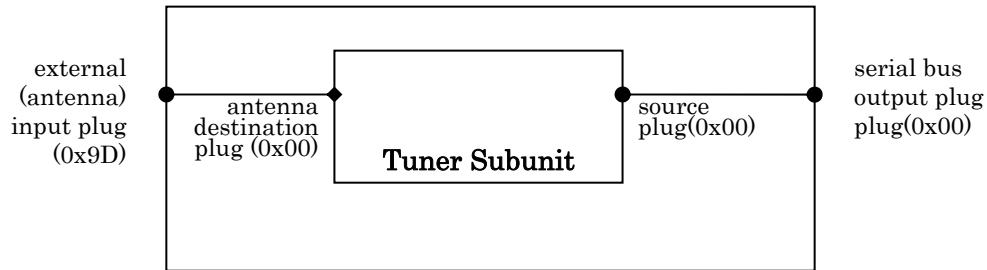 external
(antenna)
input plug
(0x9D)
antenna
destination
plug (0x00)
Tuner Subunit
source
plug(0x00)
serial bus
output plug
plug(0x00)